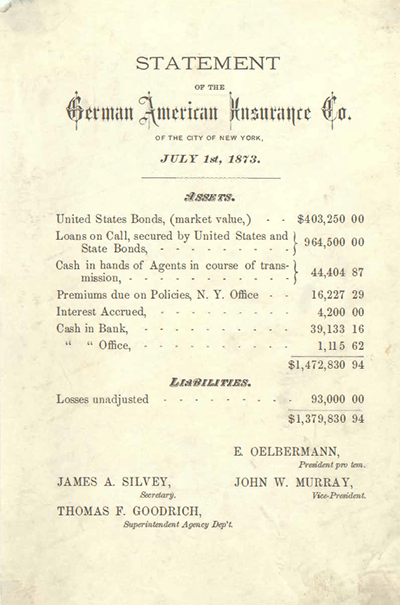 STATEMENT
OF THE
German American Insurance Co.
OF THE CITY OF NEW YORK,
JULY 1st, 1873.
ASSETS.
United States Bonds, (market value,) - - $403,250 00
Loans on Call, secured by United States and
State Bonds, - - - - - - - - } 964,500 00
Cash in hands of Agents in course of trans-
mission, - - - - - - - - - - } 44,404 87
Premiums due on Policies, N. Y. Office - - 16,227 29
Interest Accrued, - - - - - - - - 4,200 00
Cash in Bank, - - - - - - - - - 39,133 16
“ “ Office, - - - - - - - - - 1,115 62
$1,472,830 94
LIABILITIES.
Losses unadjusted - - - - - - - - 93,000 00
$1,379,830 94
E. OELBERMANN,
President pro tem.
JAMES A. SILVEY,
Secretary.
JOHN W. MURRAY,
Vice-President.
THOMAS F. GOODRICH,
Superintendent Agency Dep't.